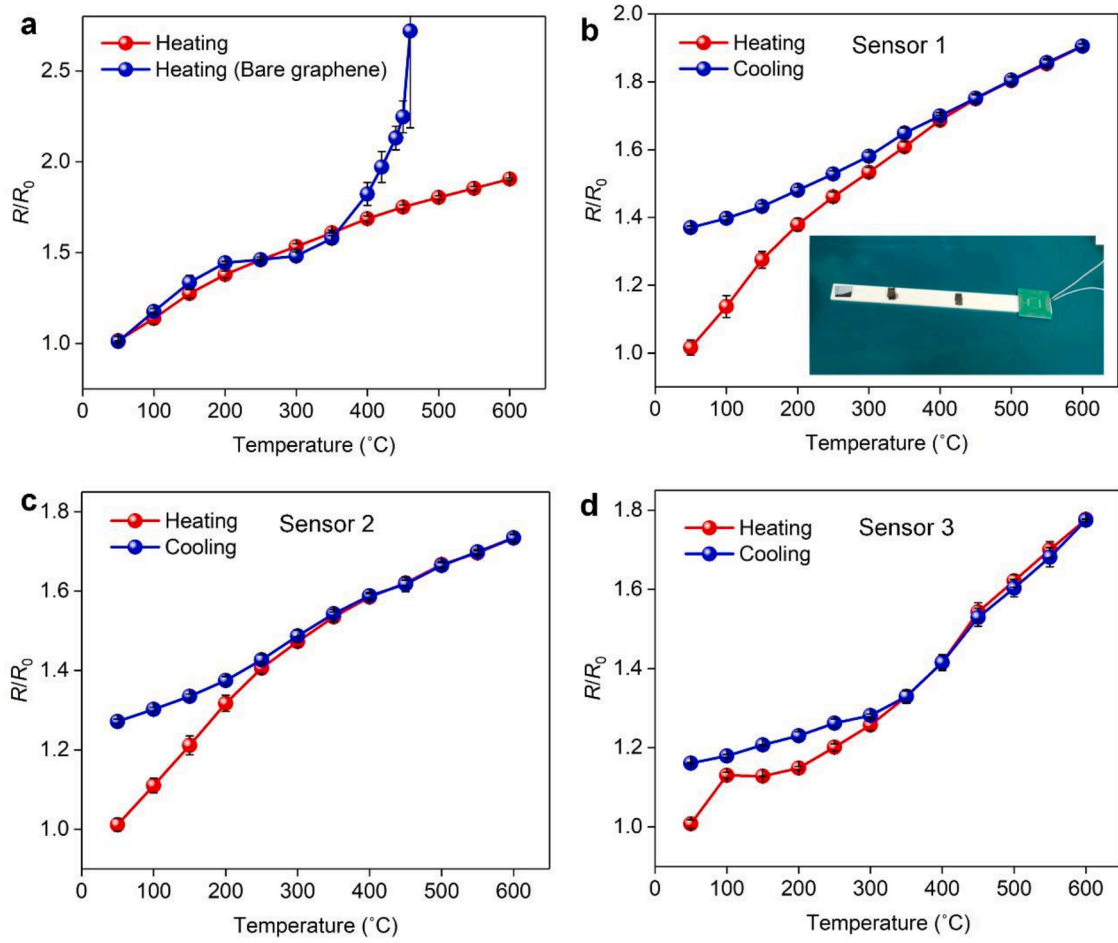 a
Heating
Heating (Bare graphene)
2.5
2.0
1.5
1.0
R/R0
0 100 200 300 400 500 600
Temperature (˚C)
b
Heating
Cooling
Sensor 1
2.0
1.8
1.6
1.4
1.2
1.0
R/R0
0 100 200 300 400 500 600
Temperature (˚C)
c
Heating
Cooling
Sensor 2
1.8
1.6
1.4
1.2
1.0
R/R0
0 100 200 300 400 500 600
Temperature (˚C)
d
Heating
Cooling
Sensor 3
1.8
1.6
1.4
1.2
1.0
R/R0
0 100 200 300 400 500 600
Temperature (˚C)